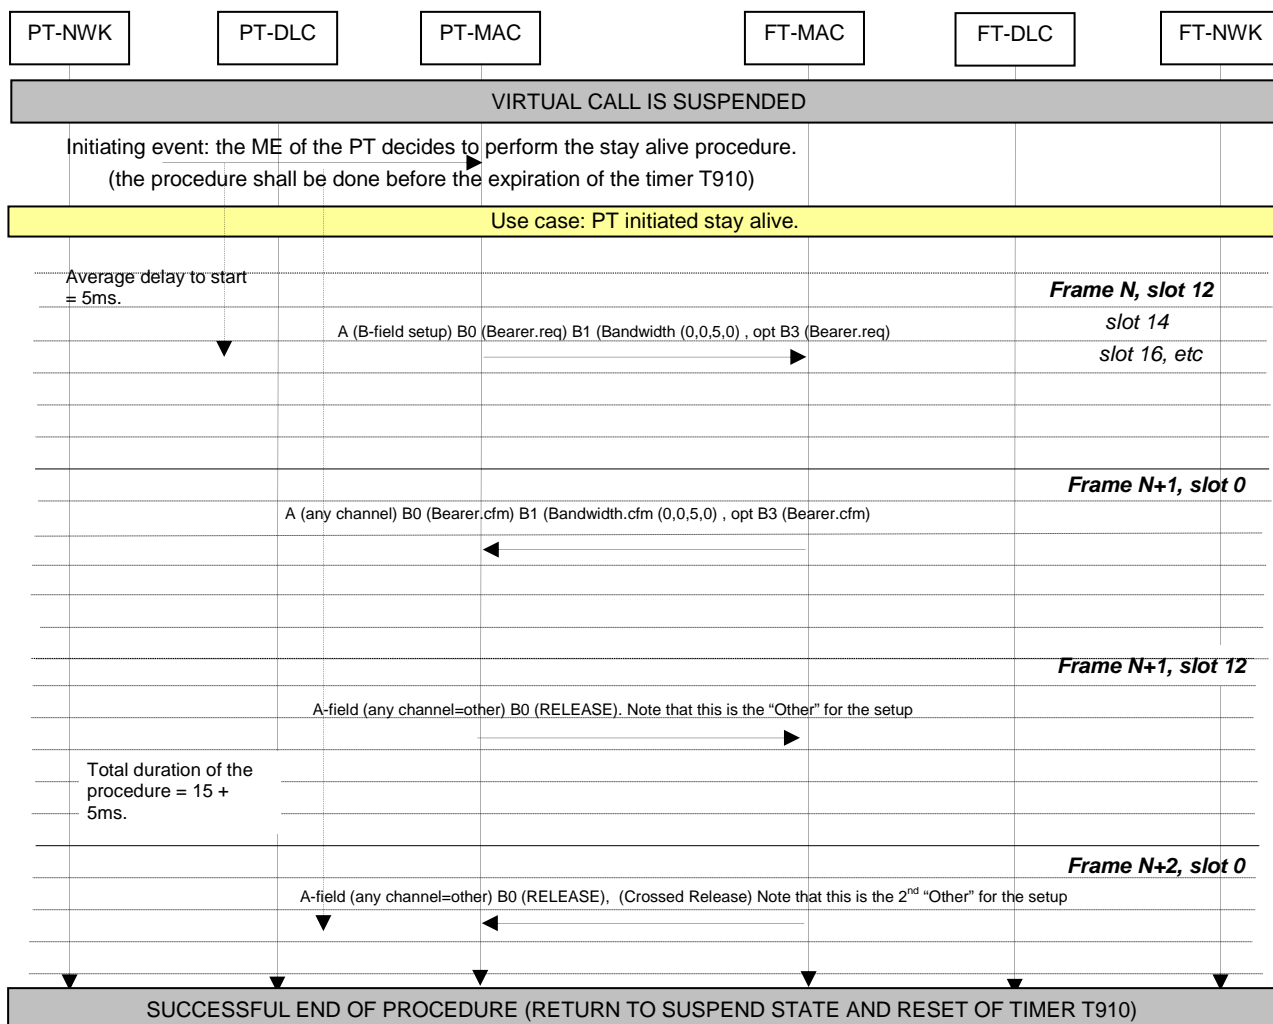 PT-NWK PT-DLC PT-MAC FT-MAC FT-DLC FT-NWK
VIRTUAL CALL IS SUSPENDED
Initiating event: the ME of the PT decides to perform the stay alive procedure.
(the procedure shall be done before the expiration of the timer T910)
Use case: PT initiated stay alive.
Average delay to start
= 5ms.
Frame N, slot 12
slot 14
slot 16, etc
A (B-field setup) B0 (Bearer.req) B1 (Bandwidth (0,0,5,0) , opt B3 (Bearer.req)
Frame N+1, slot 0
A (any channel) B0 (Bearer.cfm) B1 (Bandwidth.cfm (0,0,5,0) , opt B3 (Bearer.cfm)
Frame N+1, slot 12
A-field (any channel=other) B0 (RELEASE). Note that this is the “Other” for the setup
Total duration of the
procedure = 15 +
5ms.
Frame N+2, slot 0
A-field (any channel=other) B0 (RELEASE), (Crossed Release) Note that this is the 2nd “Other” for the setup
SUCCESSFUL END OF PROCEDURE (RETURN TO SUSPEND STATE AND RESET OF TIMER T910)